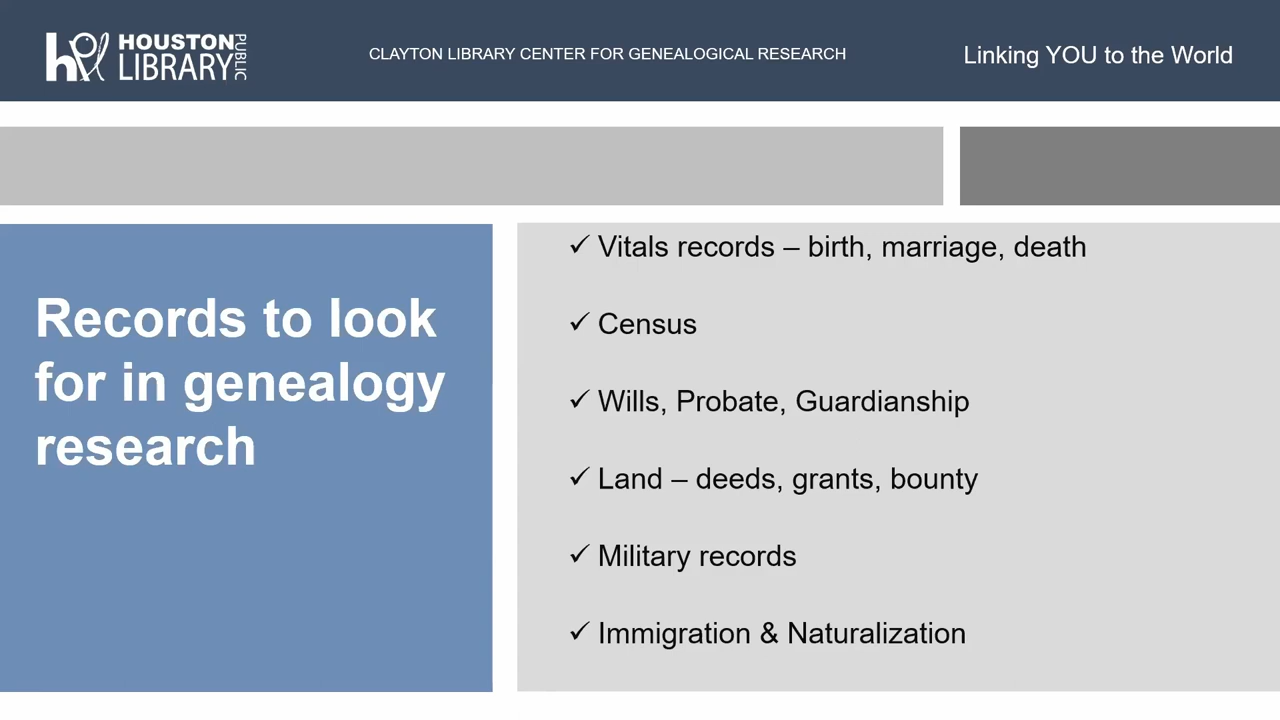 HOUSTON
LIBRARY
PUBLIC
CLAYTON LIBRARY CENTER FOR GENEALOGICAL RESEARCH
Linking YOU to the World
Records to look
for in genealogy
research
✓ Vitals records – birth, marriage, death
✓ Census
✓ Wills, Probate, Guardianship
✓ Land – deeds, grants, bounty
✓ Military records
✓ Immigration & Naturalization